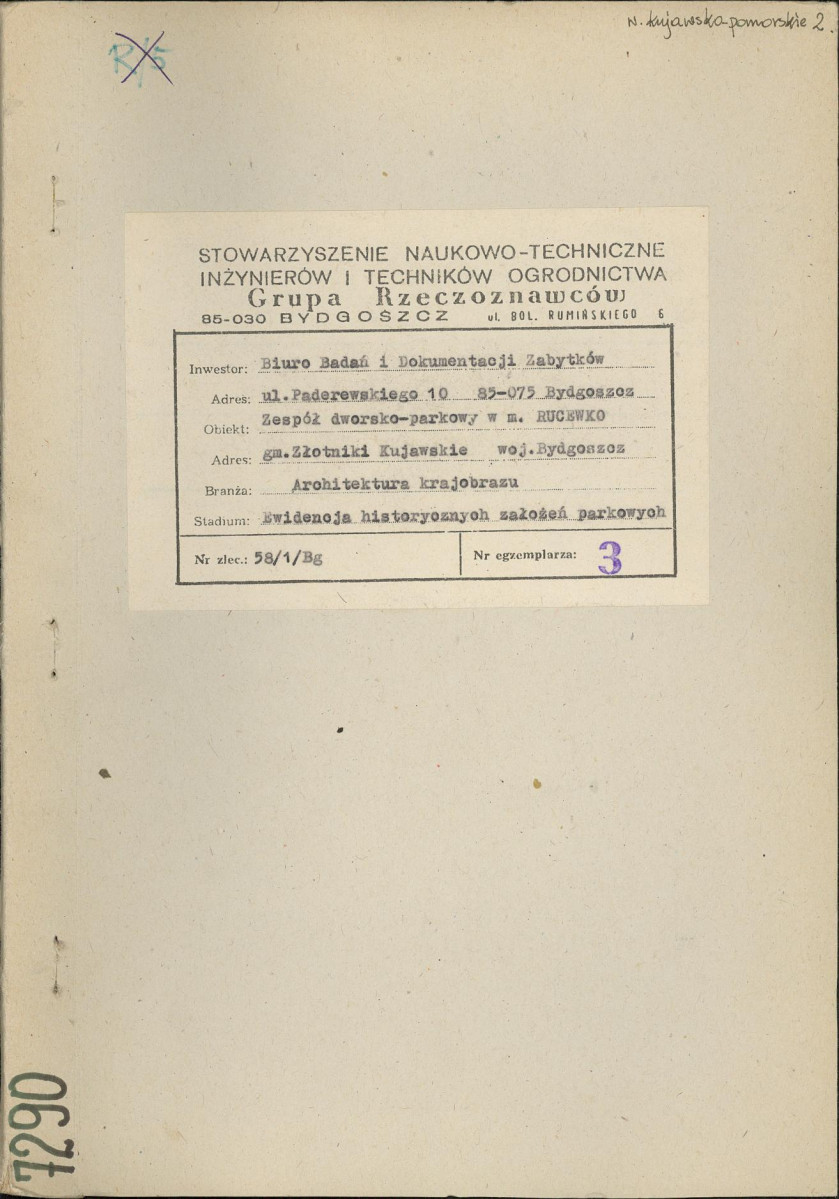 w. kujawsko-pomorskie 2.
R/5
STOWARZYSZENIE NAUKOWO-TECHNICZNE
INŻYNIERÓW I TECHNIKÓW OGRODNICTWA
Grupa Rzeczoznawców
85-030 BYDGOSZCZ ul. BOL. RUMIŃSKIEGO 6
Inwestor: Biuro Badań i Dokumentacji Zabytków
Adres: ul.Paderewskiego 10 85-075 Bydgoszcz
Obiekt: Zespół dworsko-parkowy w m. RUCEWKO
Adres: gm.Złotniki Kujawskie woj.Bydgoszcz
Branża: Architektura krajobrazu
Stadium: Ewidencja historycznych założeń parkowych
Nr zlec.: 58/1/Bg
Nr egzemplarza: 3
7290